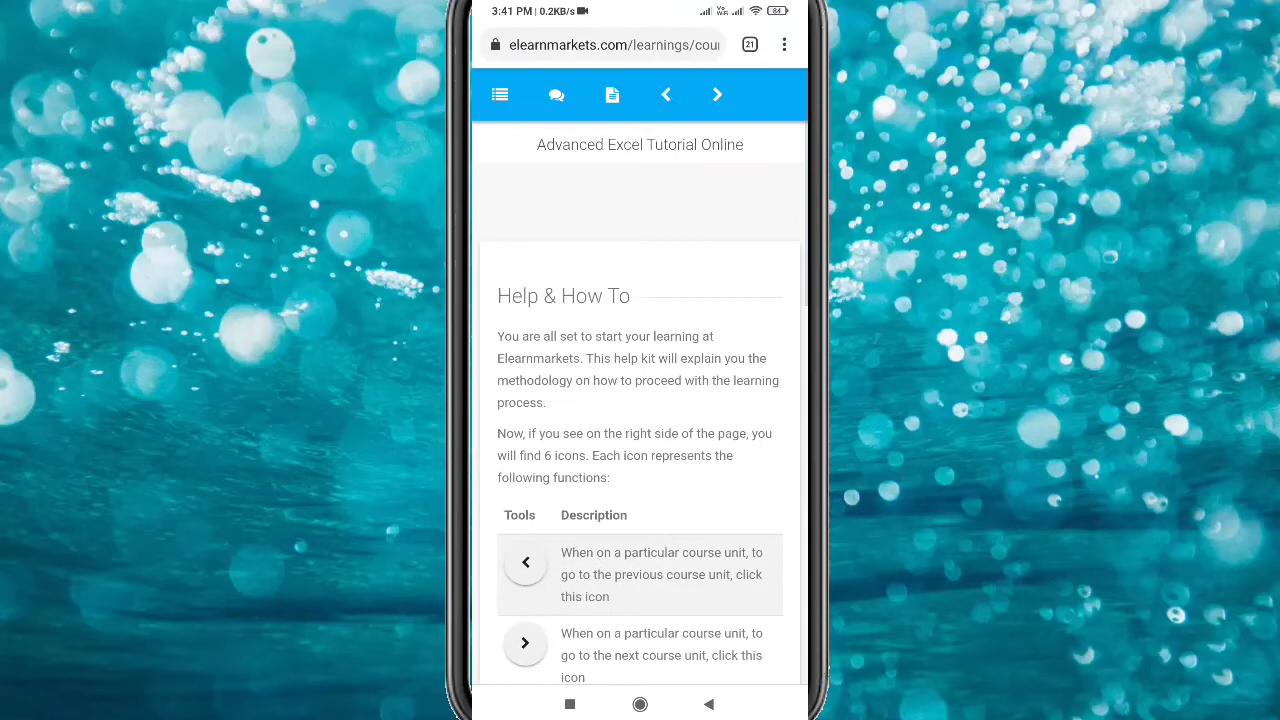 3:41 PM | 0.2KB/s
84
elearnmarkets.com/learnings/cou
21
Advanced Excel Tutorial Online
Help & How To
You are all set to start your learning at
Elearnmarkets. This help kit will explain you the
methodology on how to proceed with the learning
process.
Now, if you see on the right side of the page, you
will find 6 icons. Each icon represents the
following functions:
Tools Description
When on a particular course unit, to
go to the previous course unit, click
this icon
When on a particular course unit, to
go to the next course unit, click this
icon